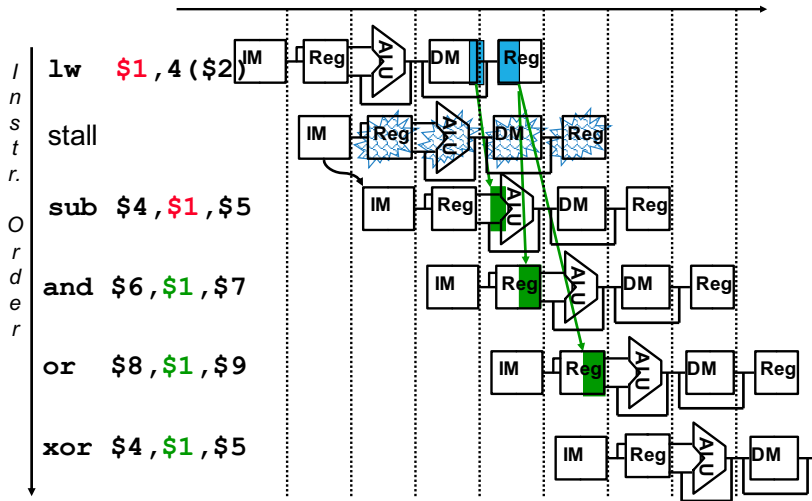 Instr. Order
lw $1,4($2) IM Reg ALU DM Reg
stall IM Reg ALU DM Reg
sub $4,$1,$5 IM Reg ALU DM Reg
and $6,$1,$7 IM Reg ALU DM Reg
or $8,$1,$9 IM Reg ALU DM Reg
xor $4,$1,$5 IM Reg ALU DM